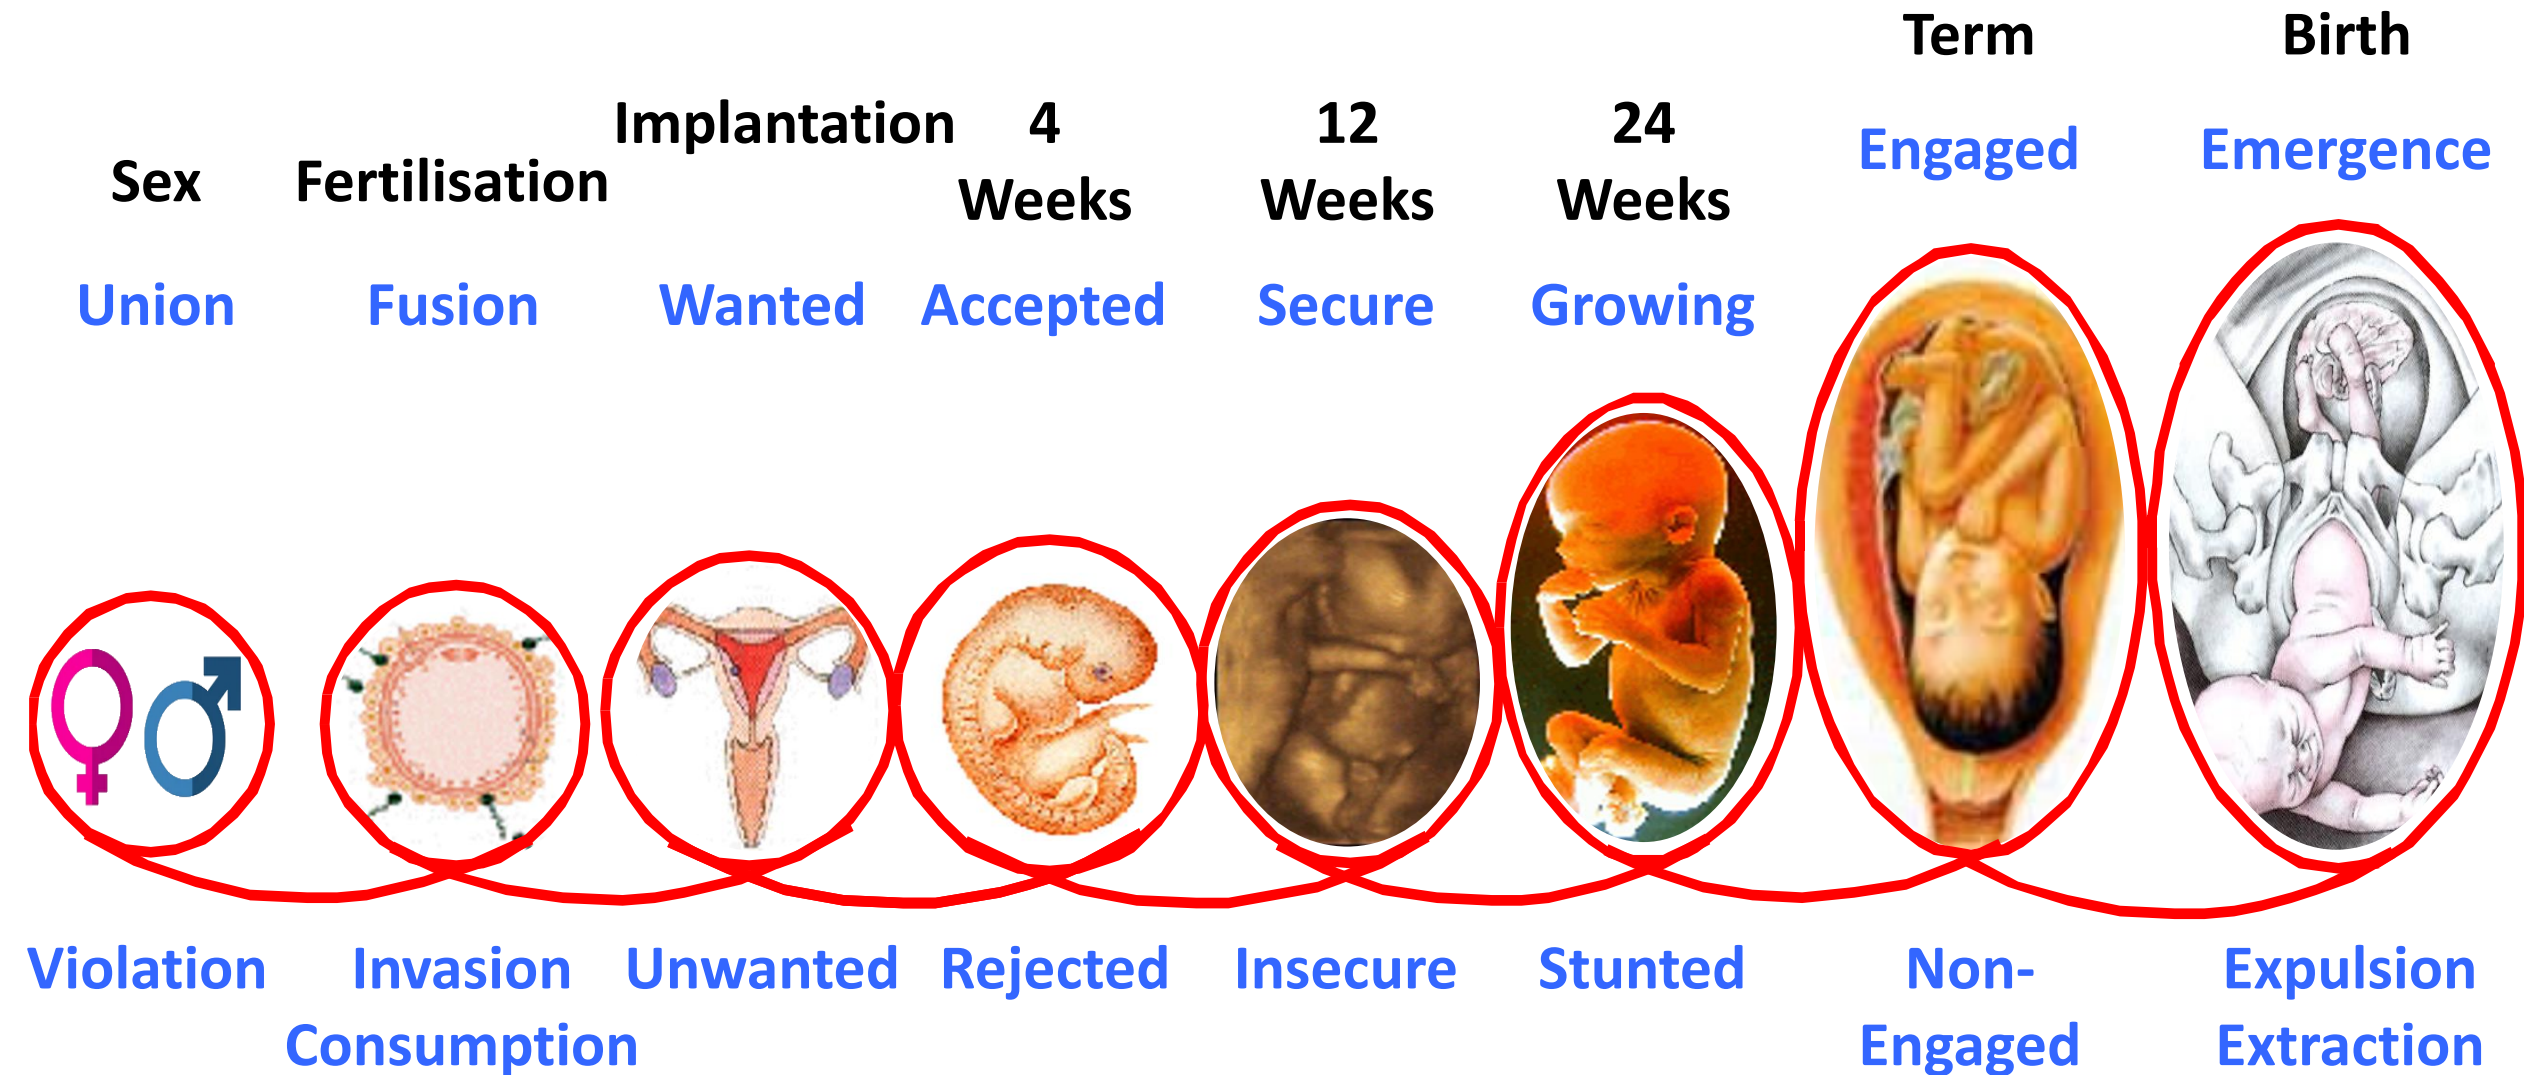 Sex
Union
Fertilisation
Fusion
Implantation
Wanted
4
Weeks
Accepted
12
Weeks
Secure
24
Weeks
Growing
Term
Engaged
Birth
Emergence
Violation
Invasion
Consumption
Unwanted
Rejected
Insecure
Stunted
Non-
Engaged
Expulsion
Extraction